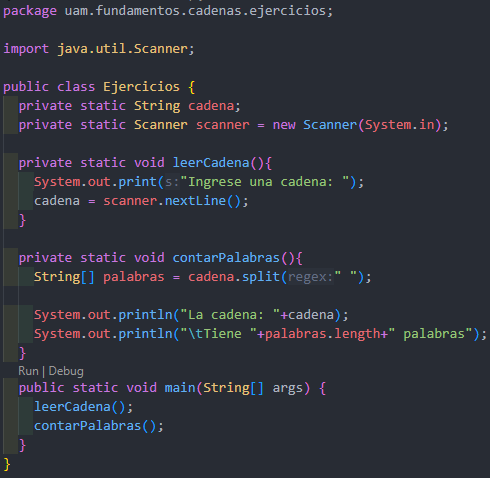 package uam.fundamentos.cadenas.ejercicios;
import java.util.Scanner;
public class Ejercicios {
private static String cadena;
private static Scanner scanner = new Scanner(System.in);
private static void leerCadena(){
System.out.print(s:"Ingrese una cadena: ");
cadena = scanner.nextLine();
}
private static void contarPalabras(){
String[] palabras = cadena.split(regex:" ");
System.out.println("La cadena: "+cadena);
System.out.println("\tTiene "+palabras.length+" palabras");
}
Run | Debug
public static void main(String[] args) {
leerCadena();
contarPalabras();
}
}